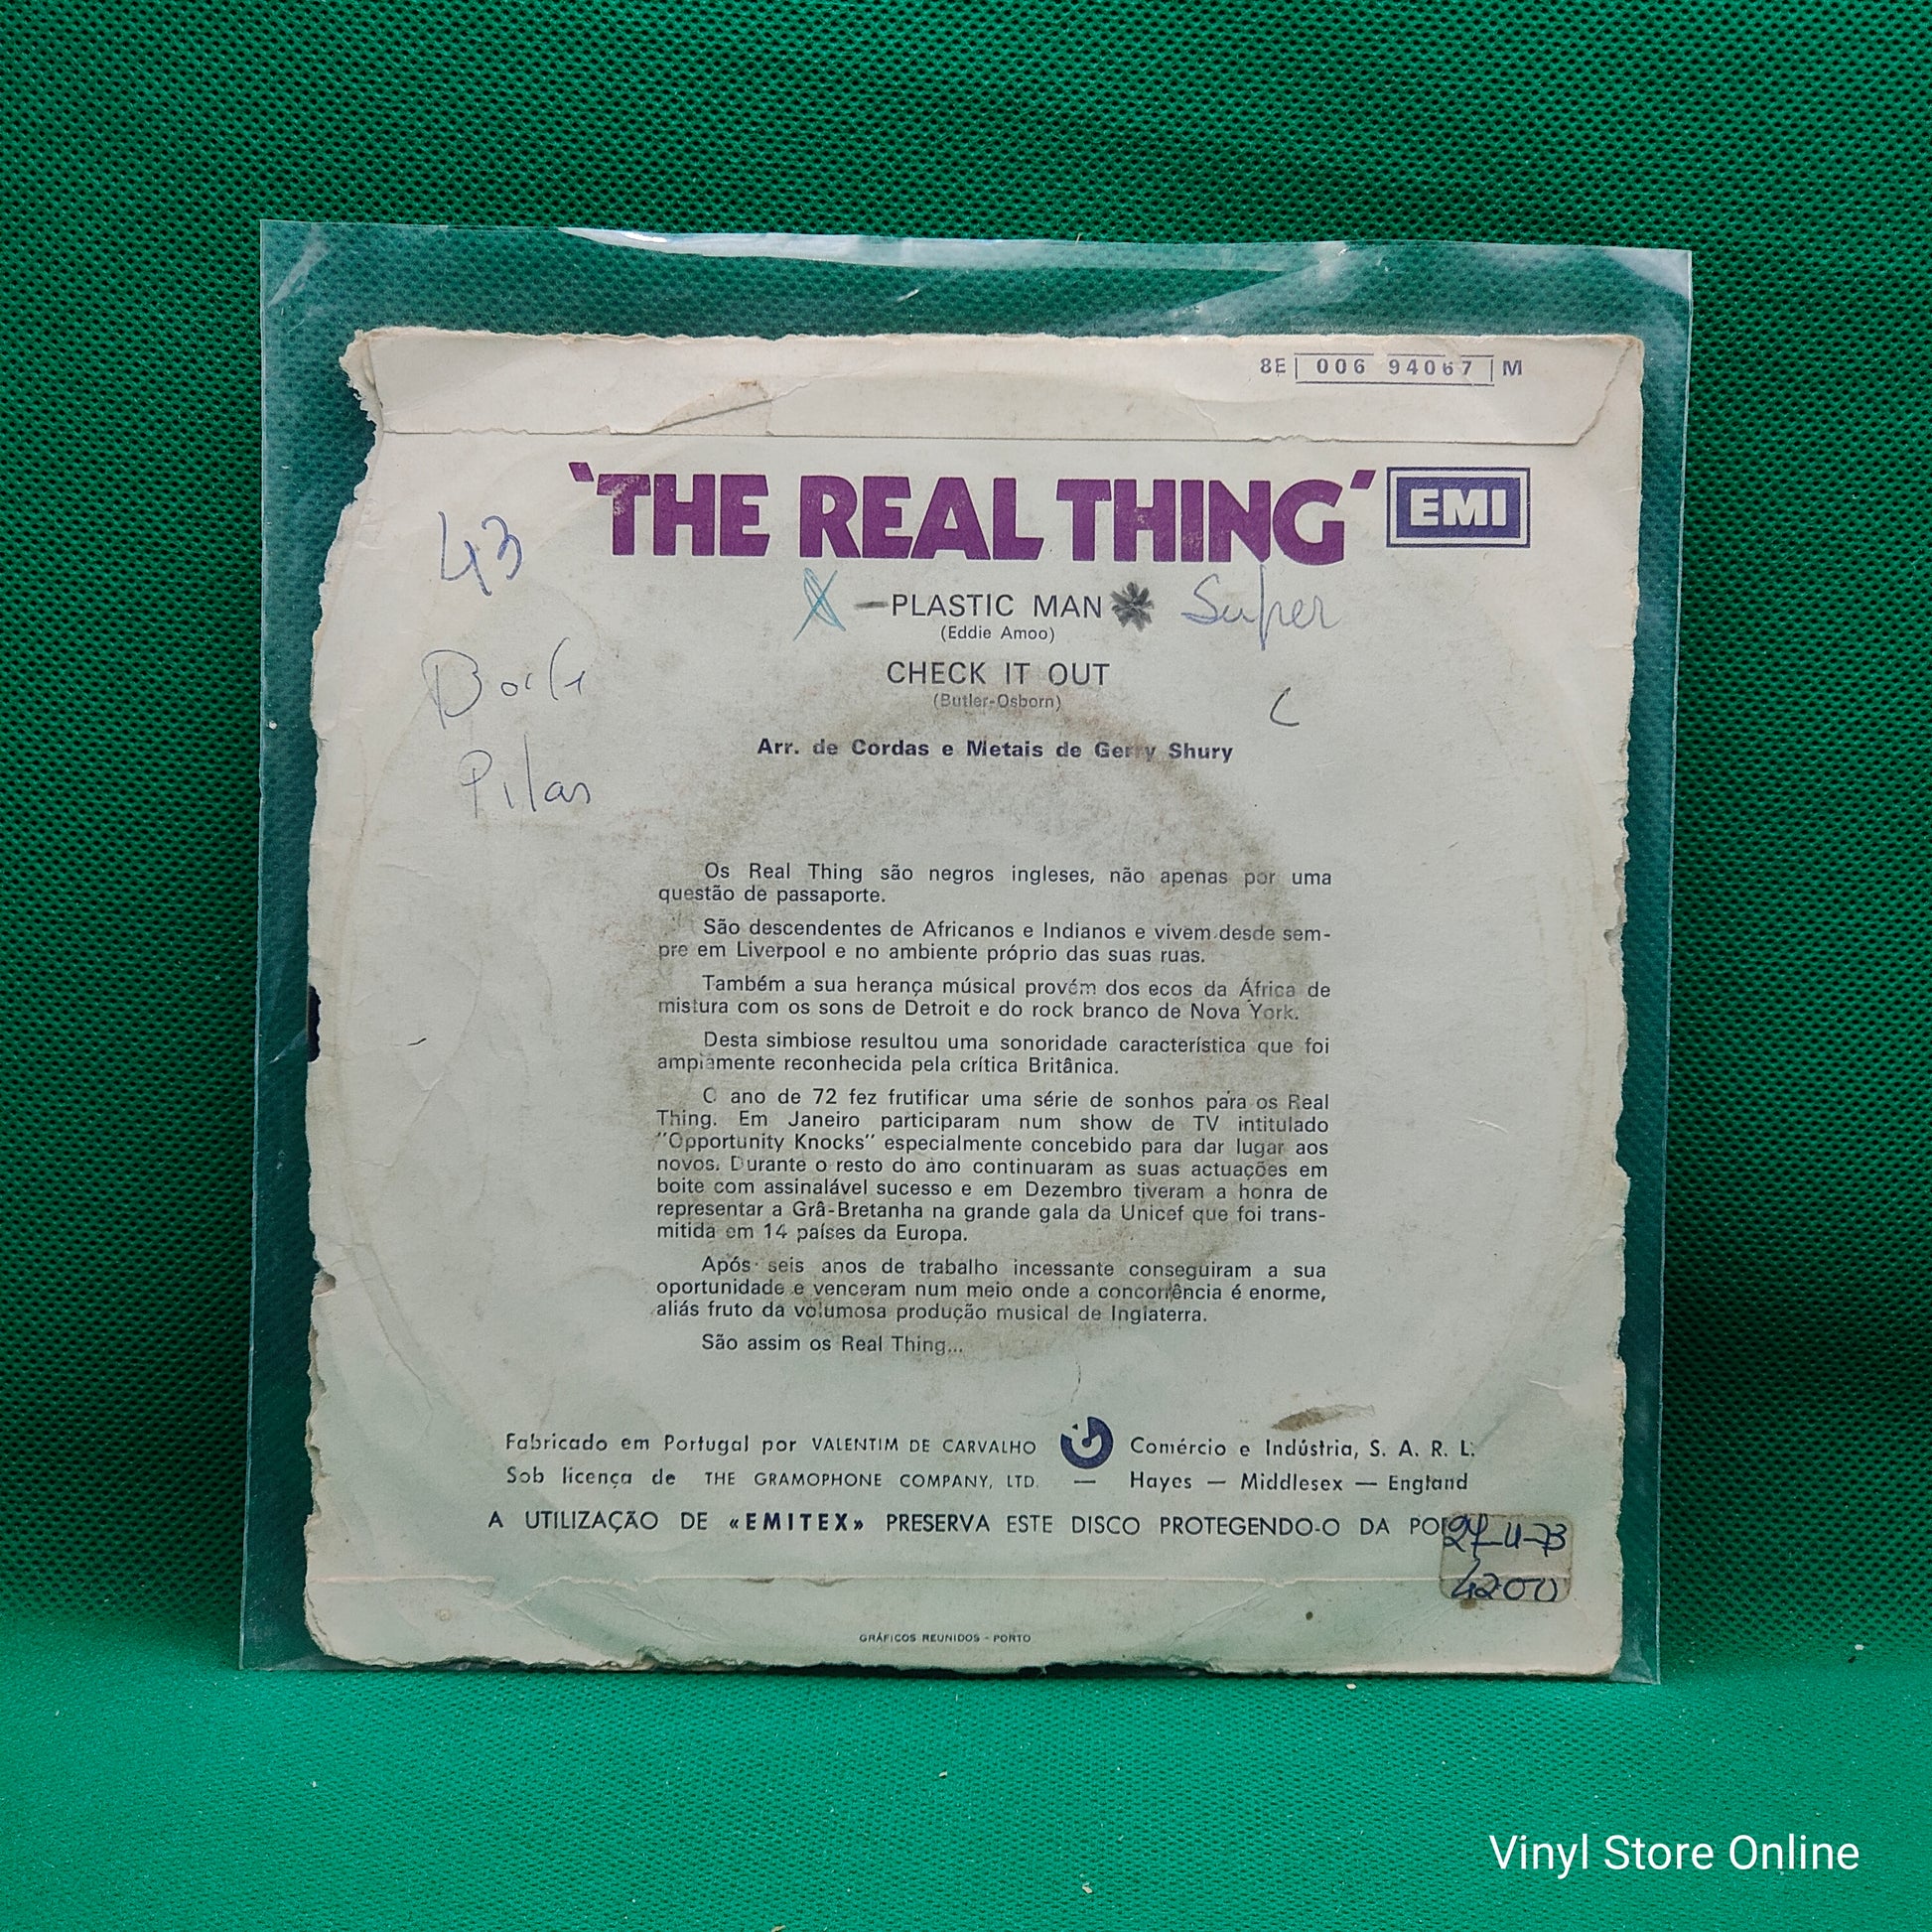 8E 006 94067 M
'THE REAL THING' EMI
43
—PLASTIC MAN Super
(Eddie Amoo)
CHECK IT OUT
(Butler-Osborn)
C
Arr. de Cordas e Metais de Gerry Shury
Pilas
Os Real Thing são negros ingleses, não apenas por uma
questão de passaporte.
São descendentes de Africanos e Indianos e vivem desde sem-
pre em Liverpool e no ambiente próprio das suas ruas.
Também a sua herança músical provém dos ecos da África de
mistura com os sons de Detroit e do rock branco de Nova York.
Desta simbiose resultou uma sonoridade característica que foi
amplamente reconhecida pela crítica Britânica.
O ano de 72 fez frutificar uma série de sonhos para os Real
Thing. Em Janeiro participaram num show de TV intitulado
"Opportunity Knocks" especialmente concebido para dar lugar aos
novos. Durante o resto do ano continuaram as suas actuações em
boite com assinalável sucesso e em Dezembro tiveram a honra de
representar a Grâ-Bretanha na grande gala da Unicef que foi trans-
mitida em 14 países da Europa.
Após seis anos de trabalho incessante conseguiram a sua
oportunidade e venceram num meio onde a concorrência é enorme,
aliás fruto da volumosa produção musical de Inglaterra.
São assim os Real Thing...
Fabricado em Portugal por VALENTIM DE CARVALHO Comércio e Indústria, S. A. R. L.
Sob licença de THE GRAMOPHONE COMPANY, LTD. — Hayes — Middlesex — England
A UTILIZAÇÃO DE «EMITEX» PRESERVA ESTE DISCO PROTEGENDO-O DA
4200
GRÁFICOS REUNIDOS - PORTO
Vinyl Store Online